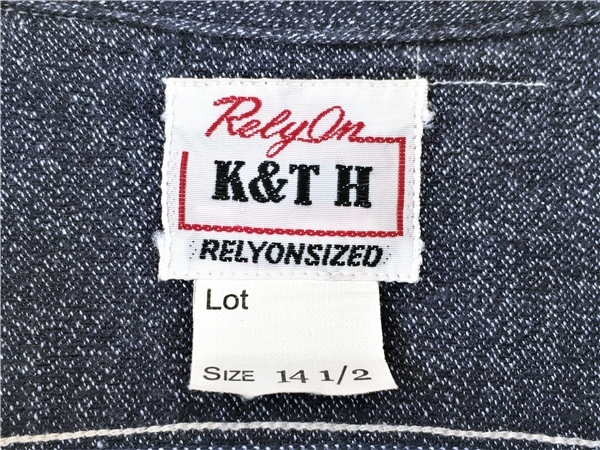 RelyOn
K&T H
RELYONSIZED
Lot
SIZE 14 1/2